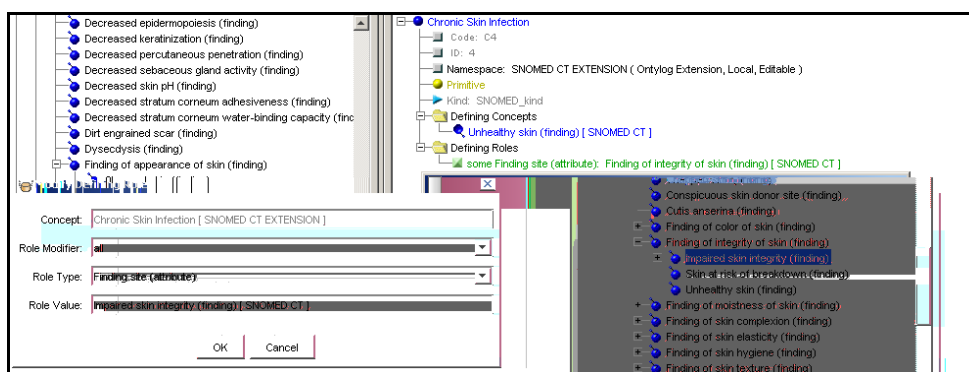 Decreased epidermopoiesis (finding)
Decreased keratinization (finding)
Decreased percutaneous penetration (finding)
Decreased sebaceous gland activity (finding)
Decreased skin pH (finding)
Decreased stratum corneum adhesiveness (finding)
Decreased stratum corneum water-binding capacity (finc
Dirt engrained scar (finding)
Dysecdysis (finding)
Finding of appearance of skin (finding)
Chronic Skin Infection
Code: C4
ID: 4
Namespace: SNOMED CT EXTENSION ( Ontylog Extension, Local, Editable )
Primitive
Kind: SNOMED_kind
Defining Concepts
Unhealthy skin (finding) [ SNOMED CT ]
Defining Roles
some Finding site (attribute): Finding of integrity of skin (finding) [ SNOMED CT ]
Concept: Chronic Skin Infection [ SNOMED CT EXTENSION ]
Role Modifier: all
Role Type: Finding site (attribute)
Role Value: Impaired skin integrity (finding) [ SNOMED CT ]
OK Cancel
Conspicuous skin donor site (finding)
Cutis anserina (finding)
Finding of color of skin (finding)
Finding of integrity of skin (finding)
Impaired skin integrity (finding)
Skin at risk of breakdown (finding)
Unhealthy skin (finding)
Finding of moistness of skin (finding)
Finding of skin complexion (finding)
Finding of skin elasticity (finding)
Finding of skin hygiene (finding)
Finding of skin texture (finding)